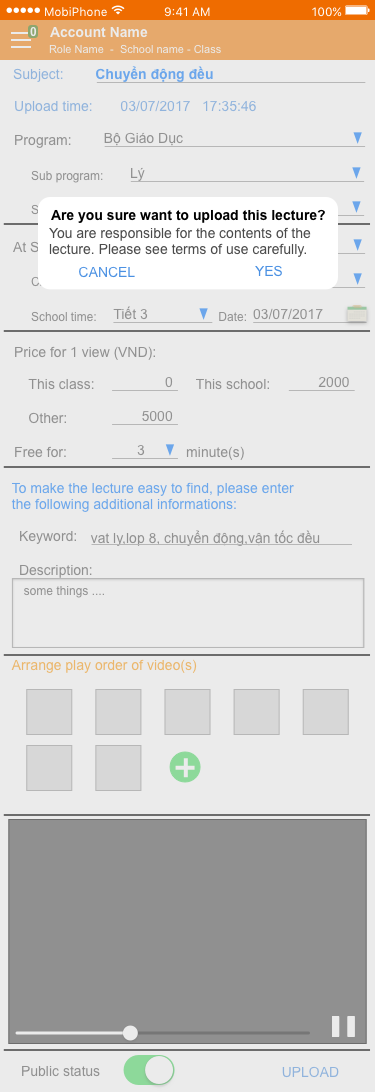 MobiPhone 9:41 AM 100%
0 Account Name
Role Name - School name - Class
Subject: Chuyển động đều
Upload time: 03/07/2017 17:35:46
Program: Bộ Giáo Dục
Sub program: Lý
S
Are you sure want to upload this lecture?
You are responsible for the contents of the
lecture. Please see terms of use carefully.
CANCEL YES
At S
School time: Tiết 3 Date: 03/07/2017
Price for 1 view (VND):
This class: 0 This school: 2000
Other: 5000
Free for: 3 minute(s)
To make the lecture easy to find, please enter
the following additional informations:
Keyword: vat ly,lop 8, chuyển động,vận tốc đều
Description:
some things ....
Arrange play order of video(s)
Public status UPLOAD